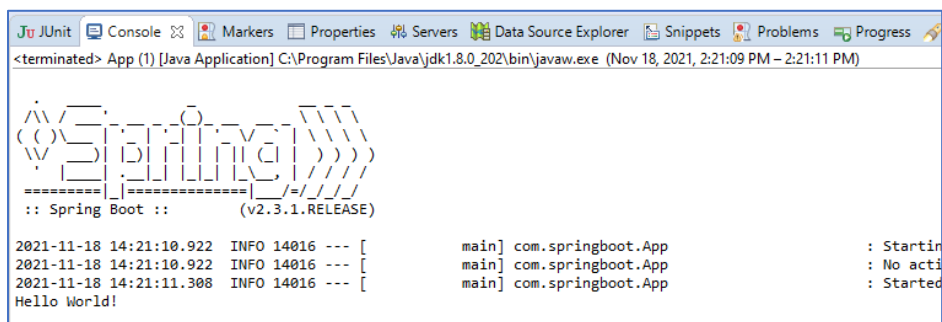 JUnit Console Markers Properties Servers Data Source Explorer Snippets Problems Progress
<terminated> App (1) [Java Application] C:\Program Files\Java\jdk1.8.0_202\bin\javaw.exe (Nov 18, 2021, 2:21:09 PM – 2:21:11 PM)
Spring
:: Spring Boot :: (v2.3.1.RELEASE)
2021-11-18 14:21:10.922 INFO 14016 --- [ main] com.springboot.App : Startin
2021-11-18 14:21:10.922 INFO 14016 --- [ main] com.springboot.App : No acti
2021-11-18 14:21:11.308 INFO 14016 --- [ main] com.springboot.App : Started
Hello World!